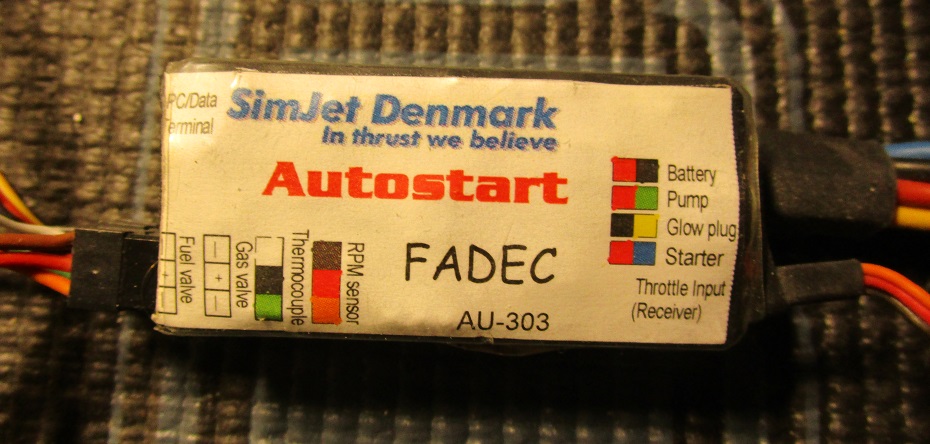 PC/Data
Terminal
SimJet Denmark
In thrust we believe
Autostart
Battery
Pump
Glow plug
Starter
Throttle Input
(Receiver)
FADEC
AU-303
Fuel valve
- + -
Gas valve
Thermocouple
RPM sensor